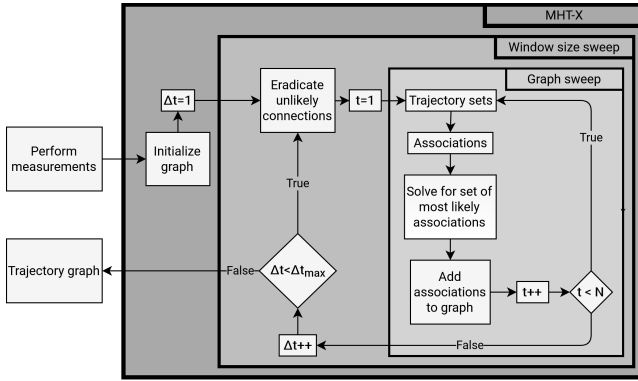 MHT-X
Window size sweep
Graph sweep
Δt=1
Eradicate
unlikely
connections
t=1
Trajectory sets
Perform
measurements
Initialize
graph
Associations
True
True
Solve for set of
most likely
associations
Trajectory graph
False
Δt<Δtmax
Add
associations
to graph
t++
t < N
Δt++
False